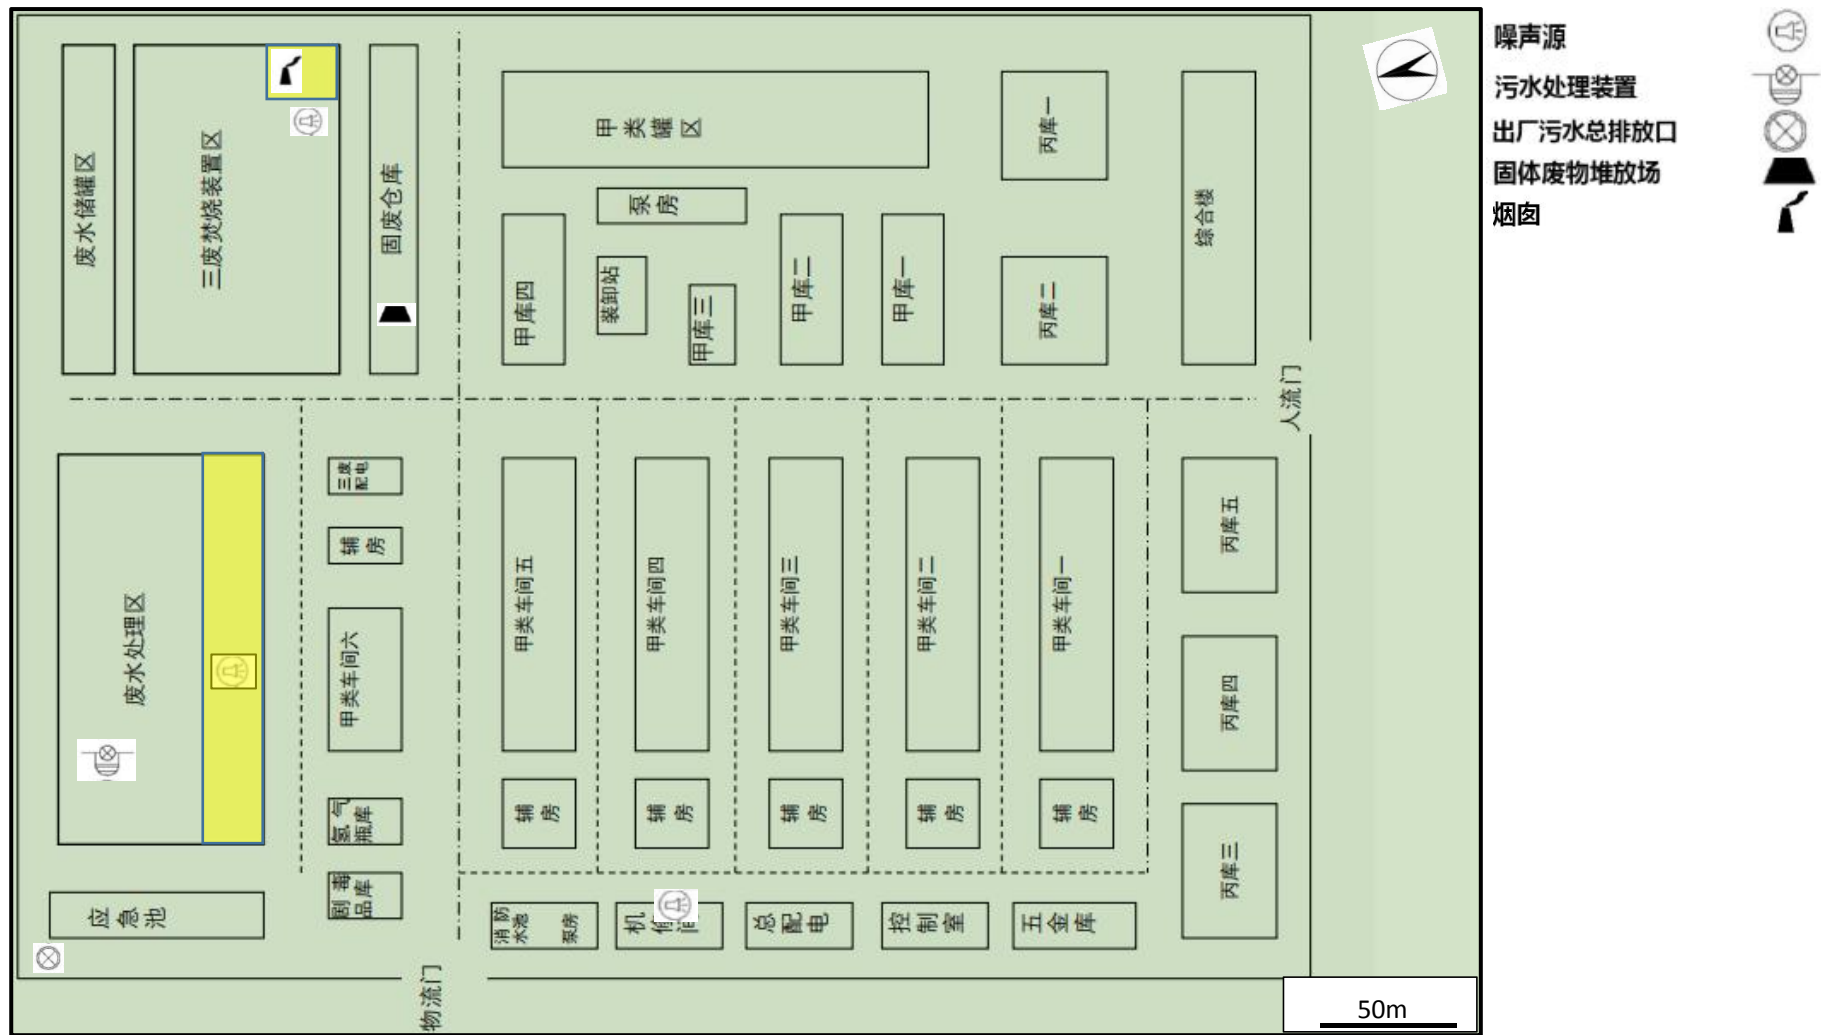 噪声源
污水处理装置
出厂污水总排放口
固体废物堆放场
烟囱
废水储罐区
三废焚烧装置区
固废仓库
甲类罐区
泵房
丙库一
综合楼
甲库四
装卸站
甲库三
甲库二
甲库一
丙库二
人流门
废水处理区
三废
配电
辅房
甲类车间六
氢气
瓶库
剧毒
品库
应急池
甲类车间五
甲类车间四
甲类车间三
甲类车间二
甲类车间一
辅房
辅房
辅房
辅房
辅房
丙库五
丙库四
丙库三
消防
水池
泵房
机修间
总配电
控制室
五金库
物流门
50m